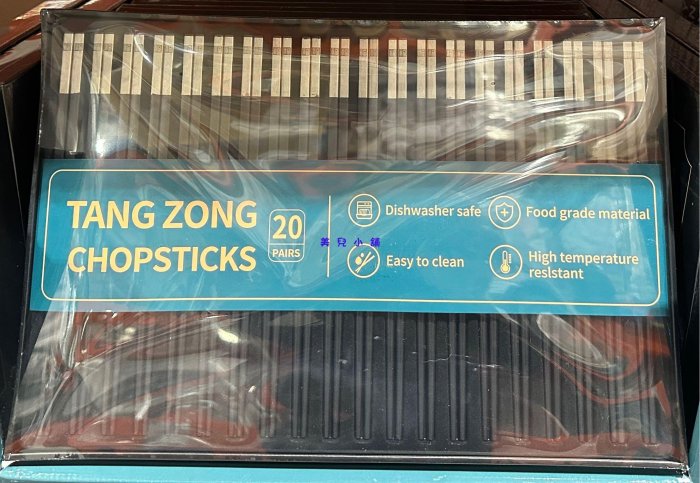 TANG ZONG
CHOPSTICKS
20
PAIRS
Dishwasher safe
Food grade material
Easy to clean
High temperature
resistant
美兒小舖